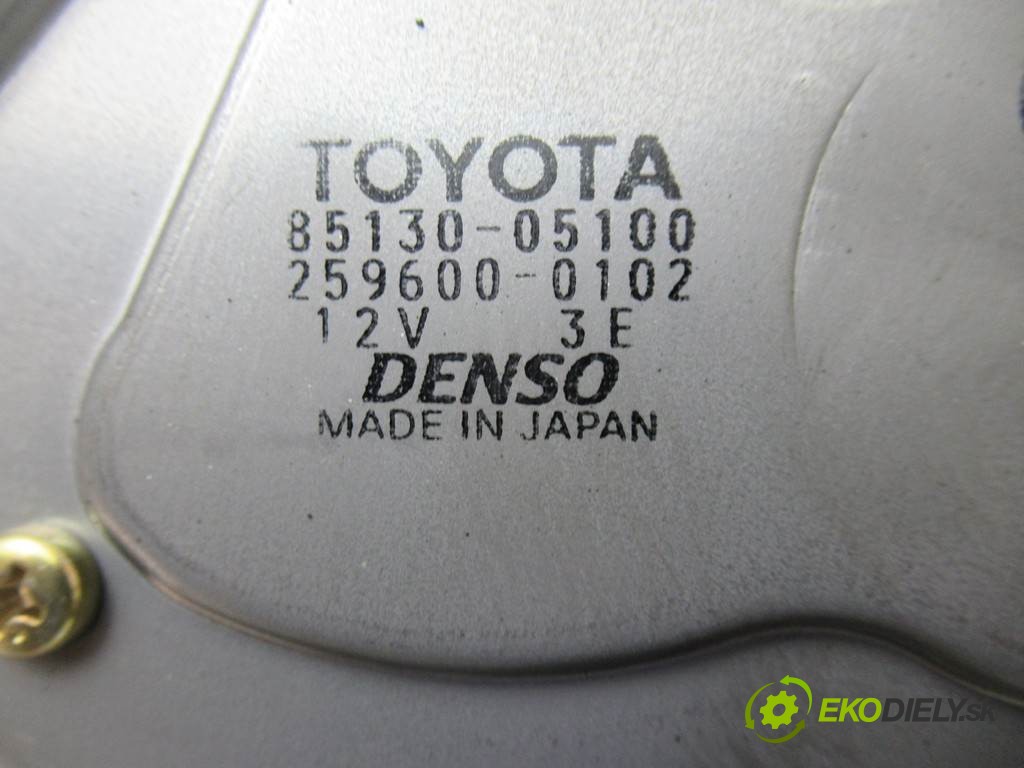 TOYOTA
85130-05100
259600-0102
12V 3E
DENSO
MADE IN JAPAN
EKODIELY.SK